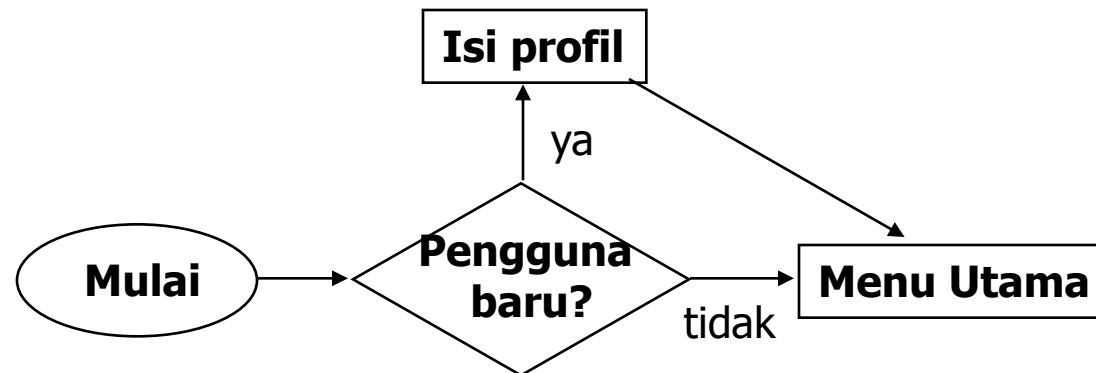 Isi profil
ya
Mulai
Pengguna
baru?
tidak
Menu Utama